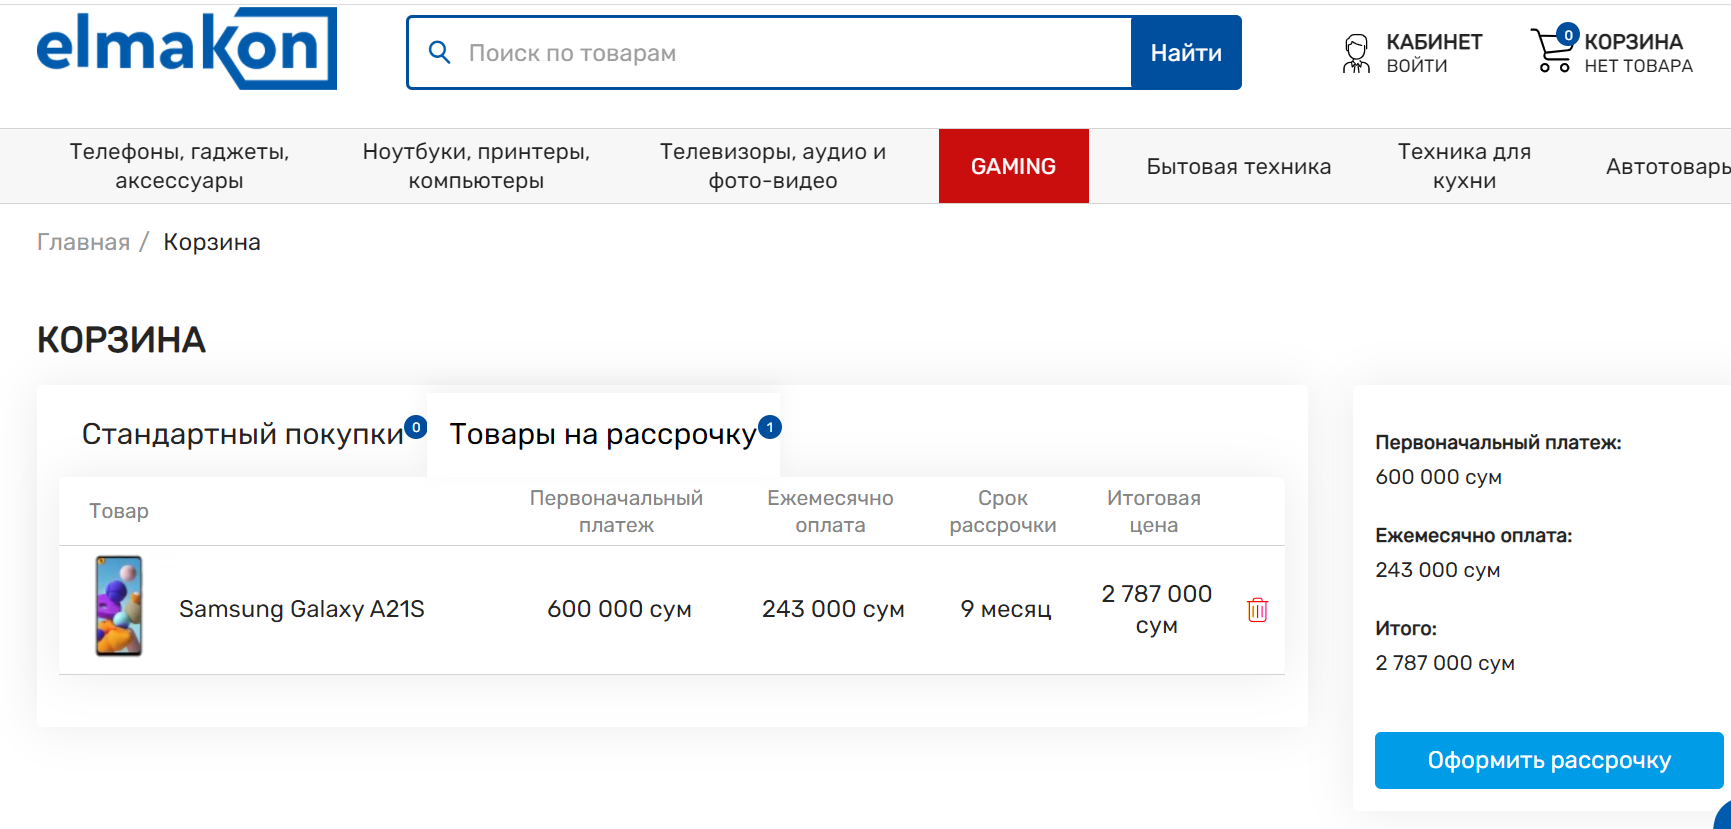 elmakon
Поиск по товарам
Найти
КАБИНЕТ
ВОЙТИ
0
КОРЗИНА
НЕТ ТОВАРА
Телефоны, гаджеты,
аксессуары
Ноутбуки, принтеры,
компьютеры
Телевизоры, аудио и
фото-видео
GAMING
Бытовая техника
Техника для
кухни
Автотовары
Главная / Корзина
КОРЗИНА
Стандартный покупки 0
Товары на рассрочку 1
Товар
Первоначальный
платеж
Ежемесячно
оплата
Срок
рассрочки
Итоговая
цена
Samsung Galaxy A21S
600 000 сум
243 000 сум
9 месяц
2 787 000
сум
Первоначальный платеж:
600 000 сум
Ежемесячно оплата:
243 000 сум
Итого:
2 787 000 сум
Оформить рассрочку